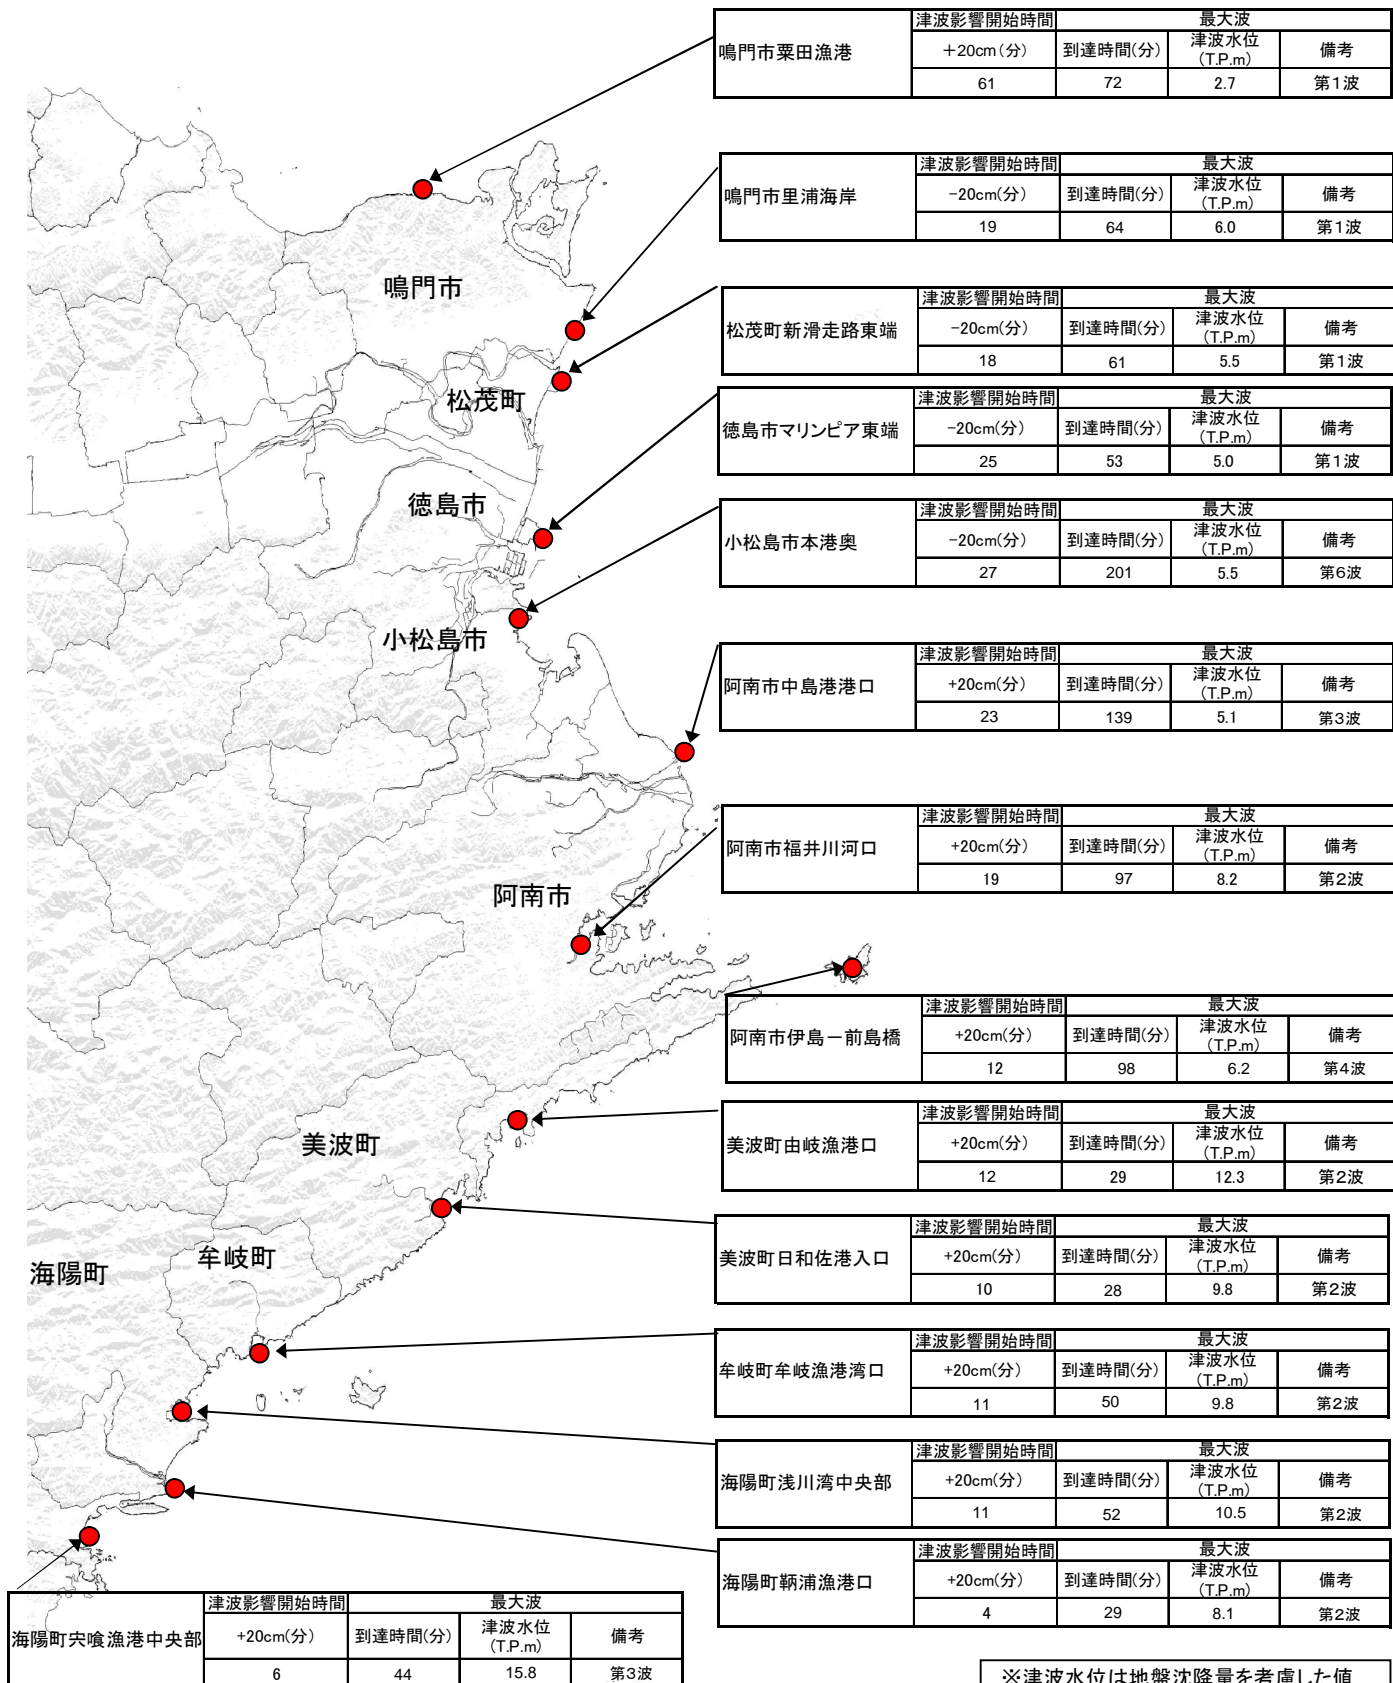 鳴門市粟田漁港
津波影響開始時間 最大波
＋20cm(分) 到達時間(分) 津波水位(T.P.m) 備考
61 72 2.7 第1波
鳴門市里浦海岸
津波影響開始時間 最大波
−20cm(分) 到達時間(分) 津波水位(T.P.m) 備考
19 64 6.0 第1波
鳴門市
松茂町新滑走路東端
津波影響開始時間 最大波
−20cm(分) 到達時間(分) 津波水位(T.P.m) 備考
18 61 5.5 第1波
松茂町
徳島市マリンピア東端
津波影響開始時間 最大波
−20cm(分) 到達時間(分) 津波水位(T.P.m) 備考
25 53 5.0 第1波
徳島市
小松島市本港奥
津波影響開始時間 最大波
−20cm(分) 到達時間(分) 津波水位(T.P.m) 備考
27 201 5.5 第6波
小松島市
阿南市中島港港口
津波影響開始時間 最大波
+20cm(分) 到達時間(分) 津波水位(T.P.m) 備考
23 139 5.1 第3波
阿南市福井川河口
津波影響開始時間 最大波
+20cm(分) 到達時間(分) 津波水位(T.P.m) 備考
19 97 8.2 第2波
阿南市
阿南市伊島－前島橋
津波影響開始時間 最大波
+20cm(分) 到達時間(分) 津波水位(T.P.m) 備考
12 98 6.2 第4波
美波町由岐漁港口
津波影響開始時間 最大波
+20cm(分) 到達時間(分) 津波水位(T.P.m) 備考
12 29 12.3 第2波
美波町
美波町日和佐港入口
津波影響開始時間 最大波
+20cm(分) 到達時間(分) 津波水位(T.P.m) 備考
10 28 9.8 第2波
牟岐町
海陽町
牟岐町牟岐漁港湾口
津波影響開始時間 最大波
+20cm(分) 到達時間(分) 津波水位(T.P.m) 備考
11 50 9.8 第2波
海陽町浅川湾中央部
津波影響開始時間 最大波
+20cm(分) 到達時間(分) 津波水位(T.P.m) 備考
11 52 10.5 第2波
海陽町鞆浦漁港口
津波影響開始時間 最大波
+20cm(分) 到達時間(分) 津波水位(T.P.m) 備考
4 29 8.1 第2波
海陽町宍喰漁港中央部
津波影響開始時間 最大波
+20cm(分) 到達時間(分) 津波水位(T.P.m) 備考
6 44 15.8 第3波
※津波水位は地盤沈降量を考慮した値